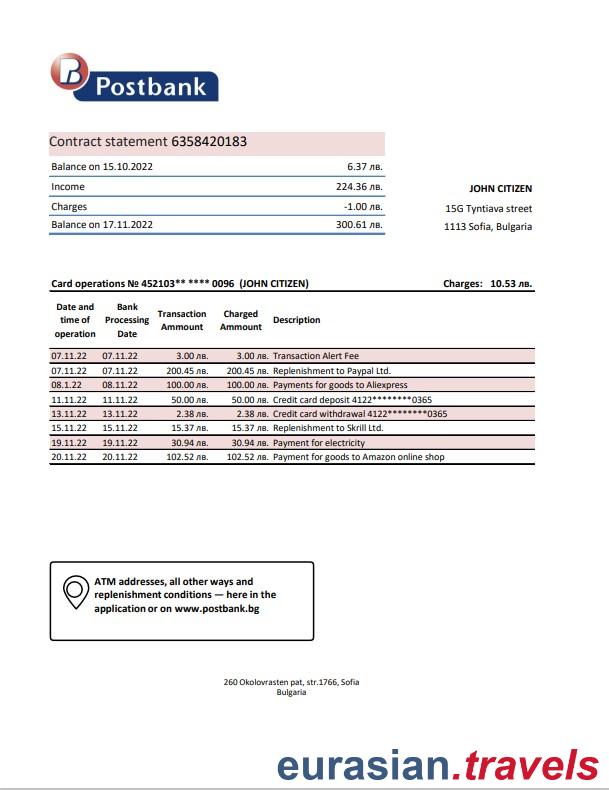 B Postbank
Contract statement 6358420183
Balance on 15.10.2022 6.37 лв.
Income 224.36 лв.
Charges -1.00 лв.
Balance on 17.11.2022 300.61 лв.
JOHN CITIZEN
15G Tyntiava street
1113 Sofia, Bulgaria
Card operations № 452103** **** 0096 (JOHN CITIZEN) Charges: 10.53 лв.
Date and time of operation Bank Processing Date Transaction Ammount Charged Ammount Description
07.11.22 07.11.22 3.00 лв. 3.00 лв. Transaction Alert Fee
07.11.22 07.11.22 200.45 лв. 200.45 лв. Replenishment to Paypal Ltd.
08.1.22 08.11.22 100.00 лв. 100.00 лв. Payments for goods to Aliexpress
11.11.22 11.11.22 50.00 лв. 50.00 лв. Credit card deposit 4122********0365
13.11.22 13.11.22 2.38 лв. 2.38 лв. Credit card withdrawal 4122********0365
15.11.22 15.11.22 15.37 лв. 15.37 лв. Replenishment to Skrill Ltd.
19.11.22 19.11.22 30.94 лв. 30.94 лв. Payment for electricity
20.11.22 20.11.22 102.52 лв. 102.52 лв. Payment for goods to Amazon online shop
ATM addresses, all other ways and
replenishment conditions — here in the
application or on www.postbank.bg
260 Okolovrasten pat, str.1766, Sofia
Bulgaria
eurasian.travels